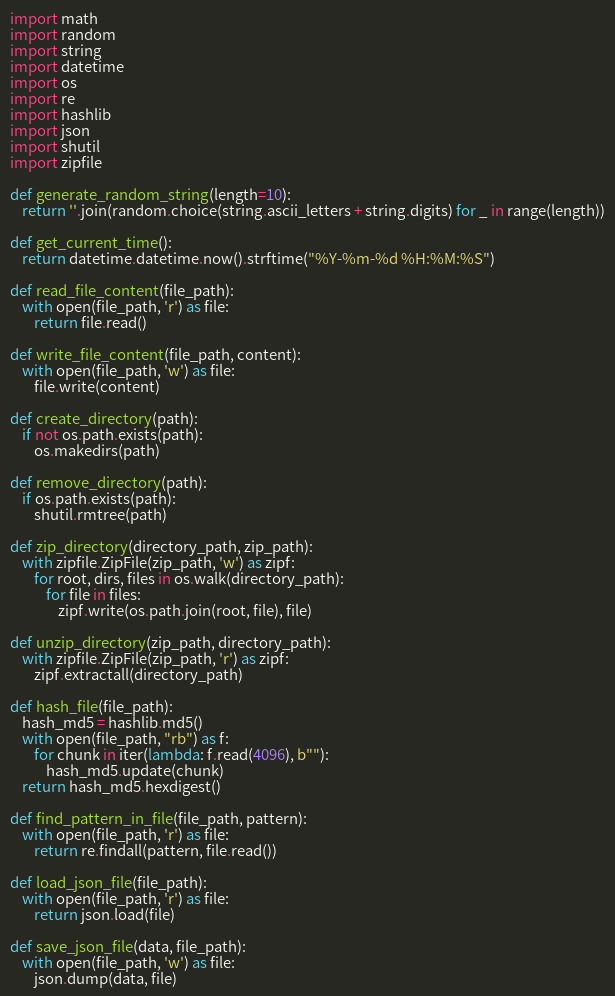 import math
import random
import string
import datetime
import os
import re
import hashlib
import json
import shutil
import zipfile

def generate_random_string(length=10):
    return ''.join(random.choice(string.ascii_letters + string.digits) for _ in range(length))

def get_current_time():
    return datetime.datetime.now().strftime("%Y-%m-%d %H:%M:%S")

def read_file_content(file_path):
    with open(file_path, 'r') as file:
        return file.read()

def write_file_content(file_path, content):
    with open(file_path, 'w') as file:
        file.write(content)

def create_directory(path):
    if not os.path.exists(path):
        os.makedirs(path)

def remove_directory(path):
    if os.path.exists(path):
        shutil.rmtree(path)

def zip_directory(directory_path, zip_path):
    with zipfile.ZipFile(zip_path, 'w') as zipf:
        for root, dirs, files in os.walk(directory_path):
            for file in files:
                zipf.write(os.path.join(root, file), file)

def unzip_directory(zip_path, directory_path):
    with zipfile.ZipFile(zip_path, 'r') as zipf:
        zipf.extractall(directory_path)

def hash_file(file_path):
    hash_md5 = hashlib.md5()
    with open(file_path, "rb") as f:
        for chunk in iter(lambda: f.read(4096), b""):
            hash_md5.update(chunk)
    return hash_md5.hexdigest()

def find_pattern_in_file(file_path, pattern):
    with open(file_path, 'r') as file:
        return re.findall(pattern, file.read())

def load_json_file(file_path):
    with open(file_path, 'r') as file:
        return json.load(file)

def save_json_file(data, file_path):
    with open(file_path, 'w') as file:
        json.dump(data, file)